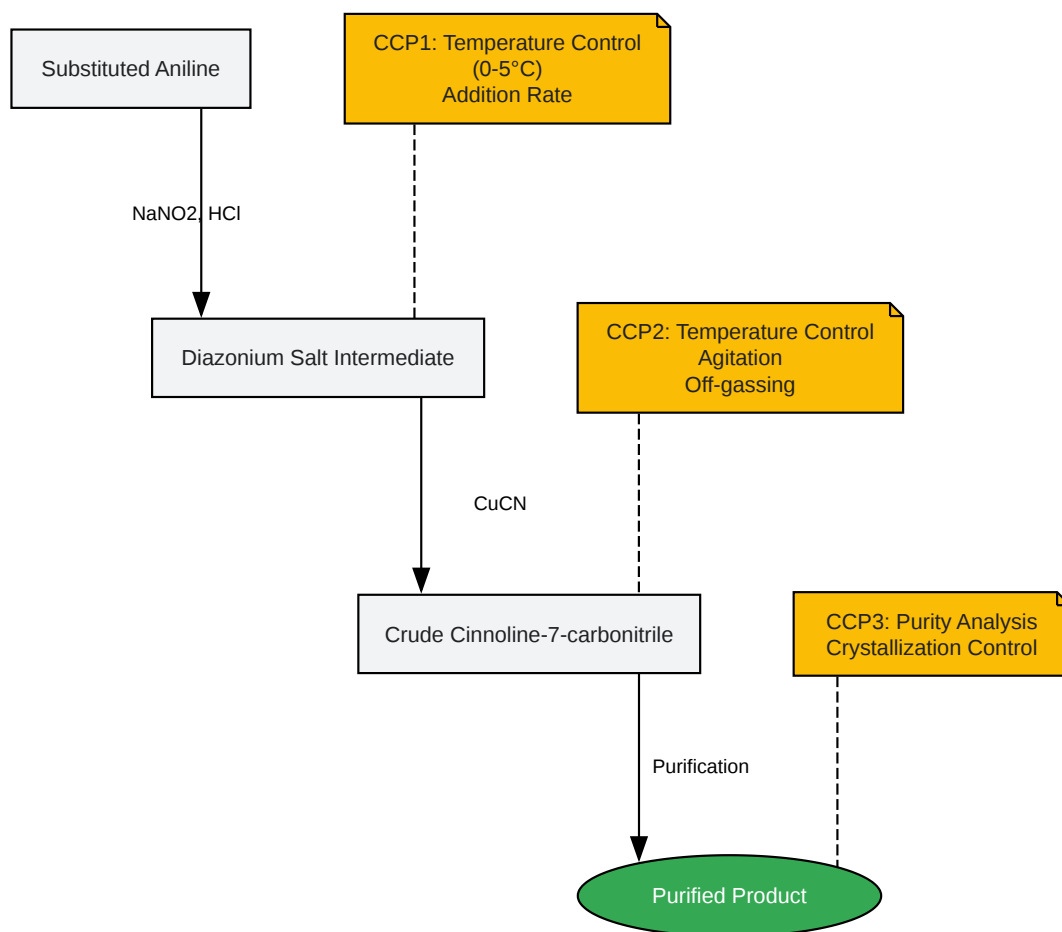 Substituted Aniline
CCP1: Temperature Control
(0-5°C)
Addition Rate
NaNO2, HCl
Diazonium Salt Intermediate
CCP2: Temperature Control
Agitation
Off-gassing
CuCN
Crude Cinnoline-7-carbonitrile
CCP3: Purity Analysis
Crystallization Control
Purification
Purified Product